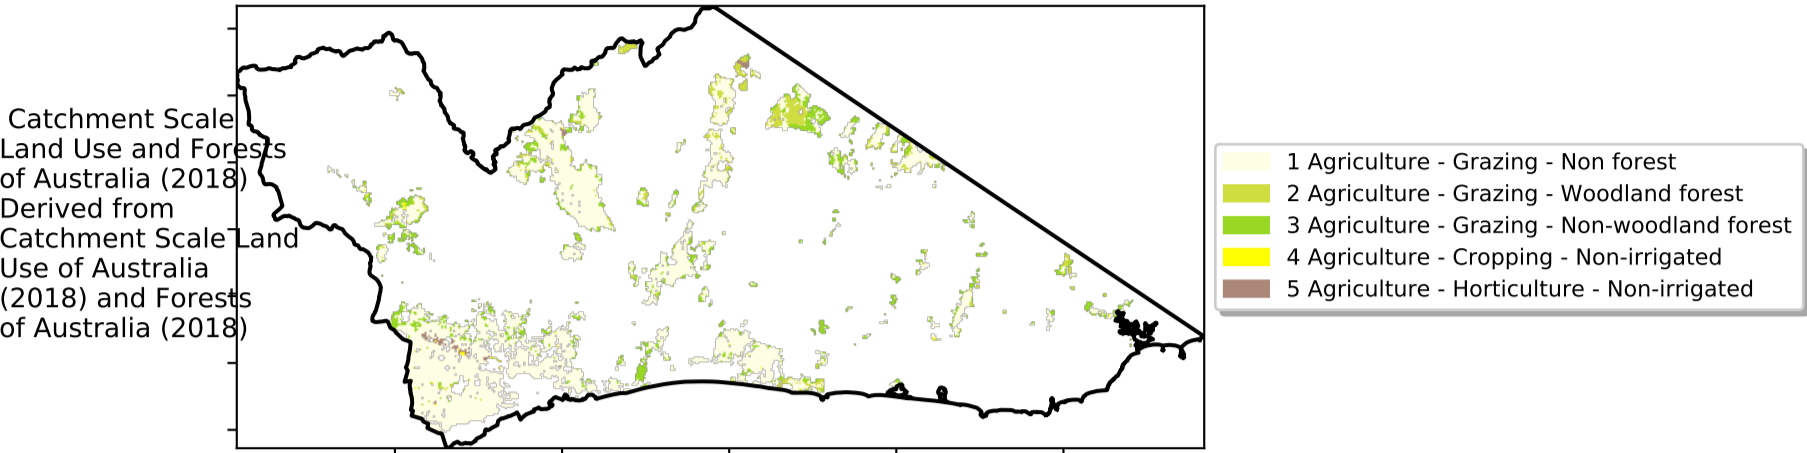 Catchment Scale
Land Use and Forests
of Australia (2018)
Derived from
Catchment Scale Land
Use of Australia
(2018) and Forests
of Australia (2018)
1 Agriculture - Grazing - Non forest
2 Agriculture - Grazing - Woodland forest
3 Agriculture - Grazing - Non-woodland forest
4 Agriculture - Cropping - Non-irrigated
5 Agriculture - Horticulture - Non-irrigated